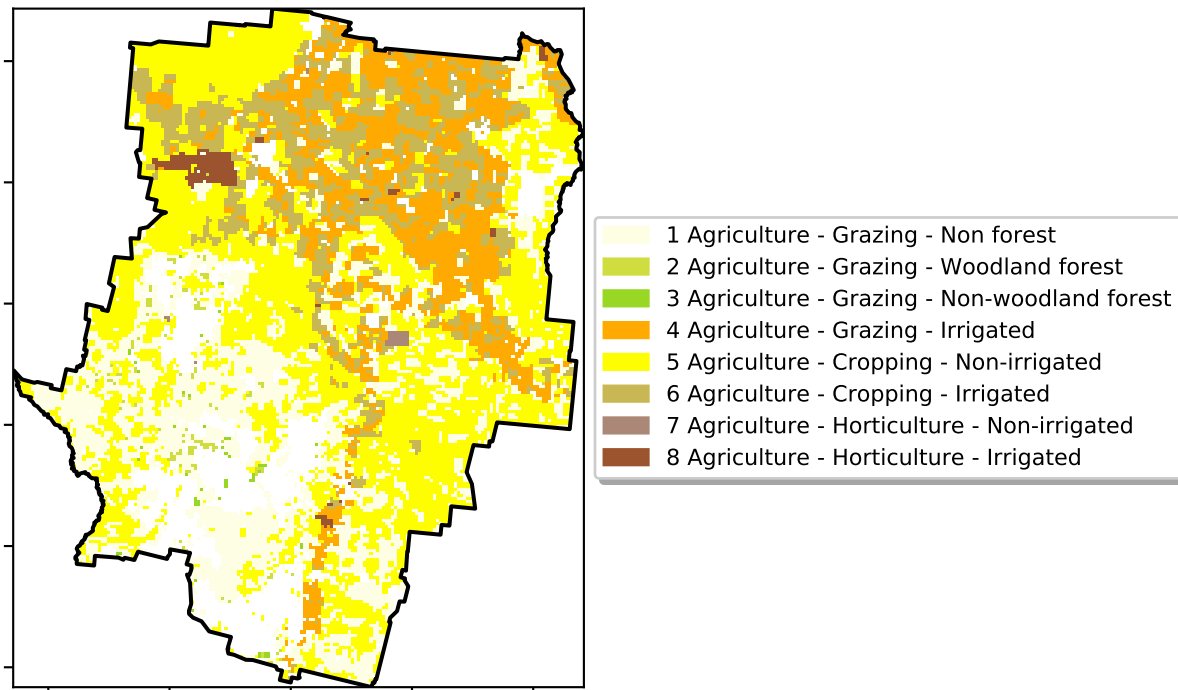 1 Agriculture - Grazing - Non forest
2 Agriculture - Grazing - Woodland forest
3 Agriculture - Grazing - Non-woodland forest
4 Agriculture - Grazing - Irrigated
5 Agriculture - Cropping - Non-irrigated
6 Agriculture - Cropping - Irrigated
7 Agriculture - Horticulture - Non-irrigated
8 Agriculture - Horticulture - Irrigated